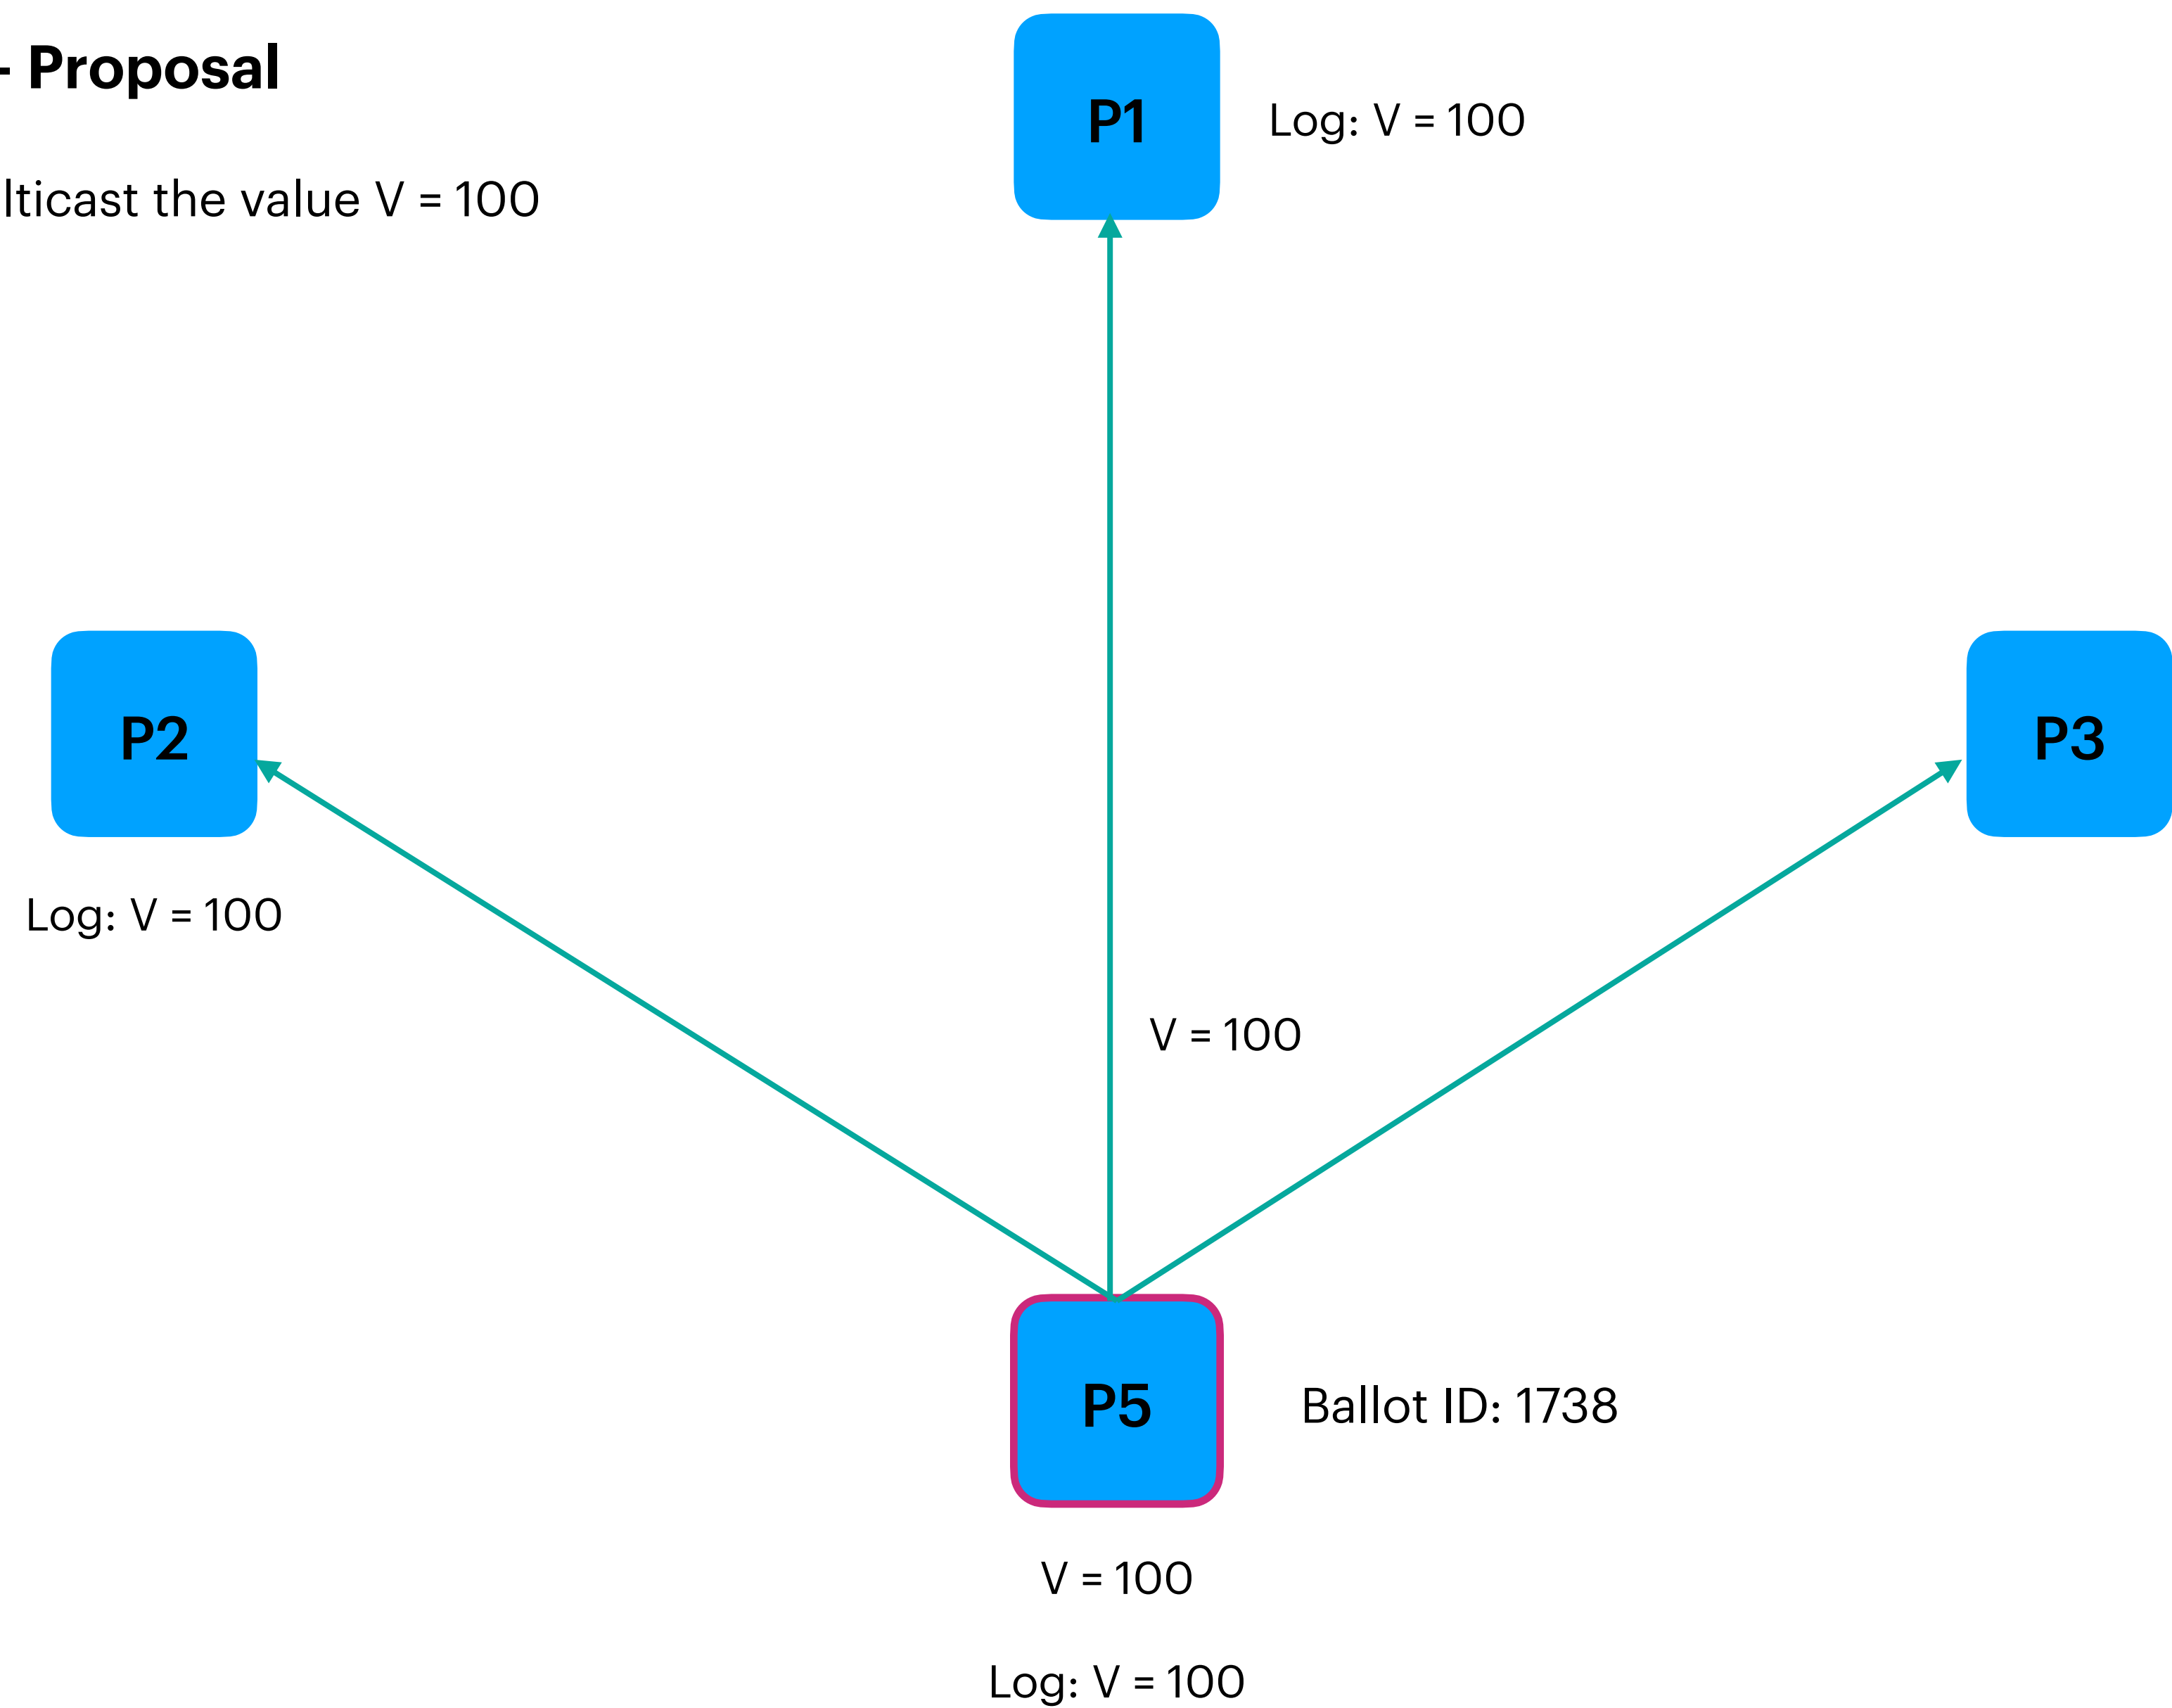 - Proposal
lticast the value V = 100
P1
Log: V = 100
P2
P3
Log: V = 100
V = 100
P5
Ballot ID: 1738
V = 100
Log: V = 100